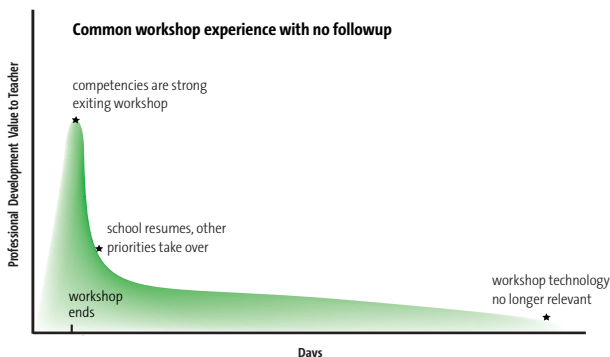 Common workshop experience with no followup
Professional Development Value to Teacher
competencies are strong
exiting workshop
school resumes, other
priorities take over
workshop technology
no longer relevant
workshop
ends
Days